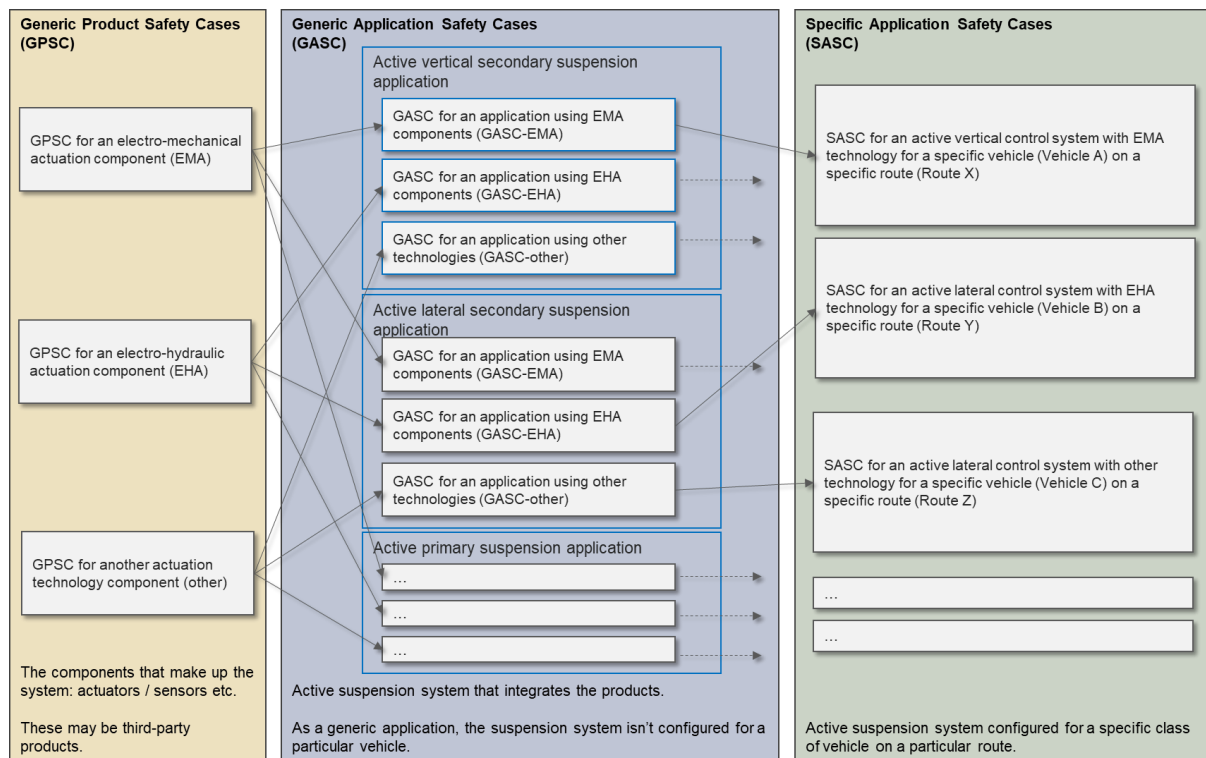 Generic Product Safety Cases
(GPSC)
GPSC for an electro-mechanical
actuation component (EMA)
GPSC for an electro-hydraulic
actuation component (EHA)
GPSC for another actuation
technology component (other)
The components that make up the
system: actuators / sensors etc.
These may be third-party
products.
Generic Application Safety Cases
(GASC)
Active vertical secondary suspension
application
GASC for an application using EMA
components (GASC-EMA)
GASC for an application using EHA
components (GASC-EHA)
GASC for an application using other
technologies (GASC-other)
Active lateral secondary suspension
application
GASC for an application using EMA
components (GASC-EMA)
GASC for an application using EHA
components (GASC-EHA)
GASC for an application using other
technologies (GASC-other)
Active primary suspension application
...
...
...
Active suspension system that integrates the products.
As a generic application, the suspension system isn't configured for a
particular vehicle.
Specific Application Safety Cases
(SASC)
SASC for an active vertical control system with EMA
technology for a specific vehicle (Vehicle A) on a
specific route (Route X)
SASC for an active lateral control system with EHA
technology for a specific vehicle (Vehicle B) on a
specific route (Route Y)
SASC for an active lateral control system with other
technology for a specific vehicle (Vehicle C) on a
specific route (Route Z)
...
...
Active suspension system configured for a specific class
of vehicle on a particular route.